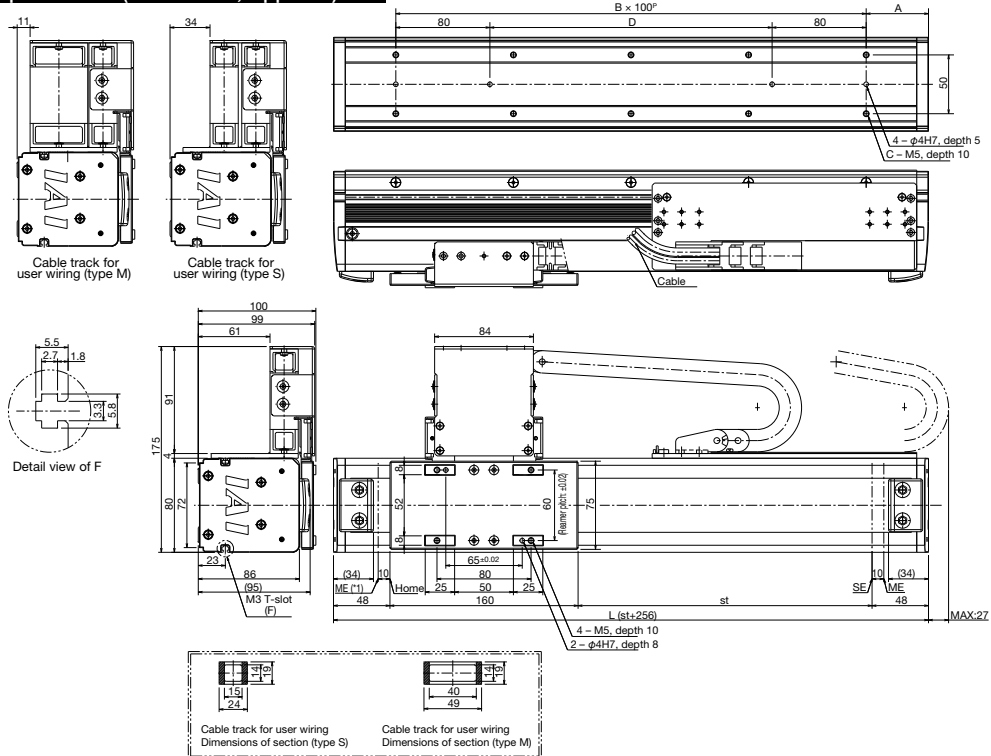 11
34
B × 100P
A
80
D
80
50
4 – φ4H7, depth 5
C – M5, depth 10
IAI
IAI
Cable track for
user wiring (type M)
Cable track for
user wiring (type S)
Cable
100
99
61
84
5.5
2.7
1.8
3.3
5.8
Detail view of F
175
91
4
80
72
IAI
8
52
8
60
(Reamer pitch: ±0.02)
75
23
65±0.02
86
80
(95)
M3 T-slot
(F)
(34)
10
ME (*1)
Home
25
50
25
SE
10
ME
(34)
48
160
st
48
L (st+256)
MAX:27
4 – M5, depth 10
2 – φ4H7, depth 8
15
24
14
19
40
49
14
19
Cable track for user wiring
Dimensions of section (type S)
Cable track for user wiring
Dimensions of section (type M)